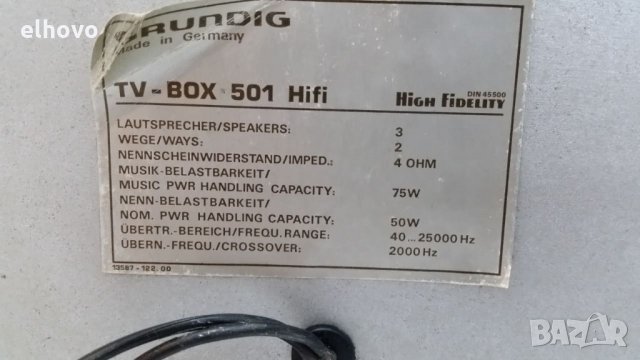 elhovo
GRUNDIG
Made in Germany
TV-BOX 501 Hifi
DIN 45500
HIGH FIDELITY
LAUTSPRECHER/SPEAKERS: 3
WEGE/WAYS: 2
NENNSCHEINWIDERSTAND/IMPED.: 4 OHM
MUSIK-BELASTBARKEIT/
MUSIC PWR HANDLING CAPACITY: 75W
NENN-BELASTBARKEIT/
NOM. PWR HANDLING CAPACITY: 50W
ÜBERTR.-BEREICH/FREQU. RANGE: 40...25000 Hz
ÜBERN.-FREQU./CROSSOVER: 2000 Hz
13587-122.00
BAZAR